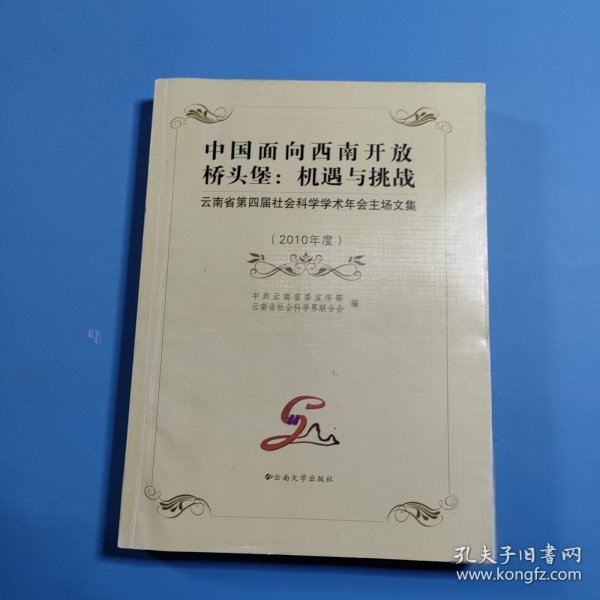 中国面向西南开放
桥头堡：机遇与挑战
云南省第四届社会科学学术年会主场文集
（2010年度）
中共云南省委宣传部
云南省社会科学界联合会
编
云南大学出版社
孔夫子旧书网
www.kongfz.com